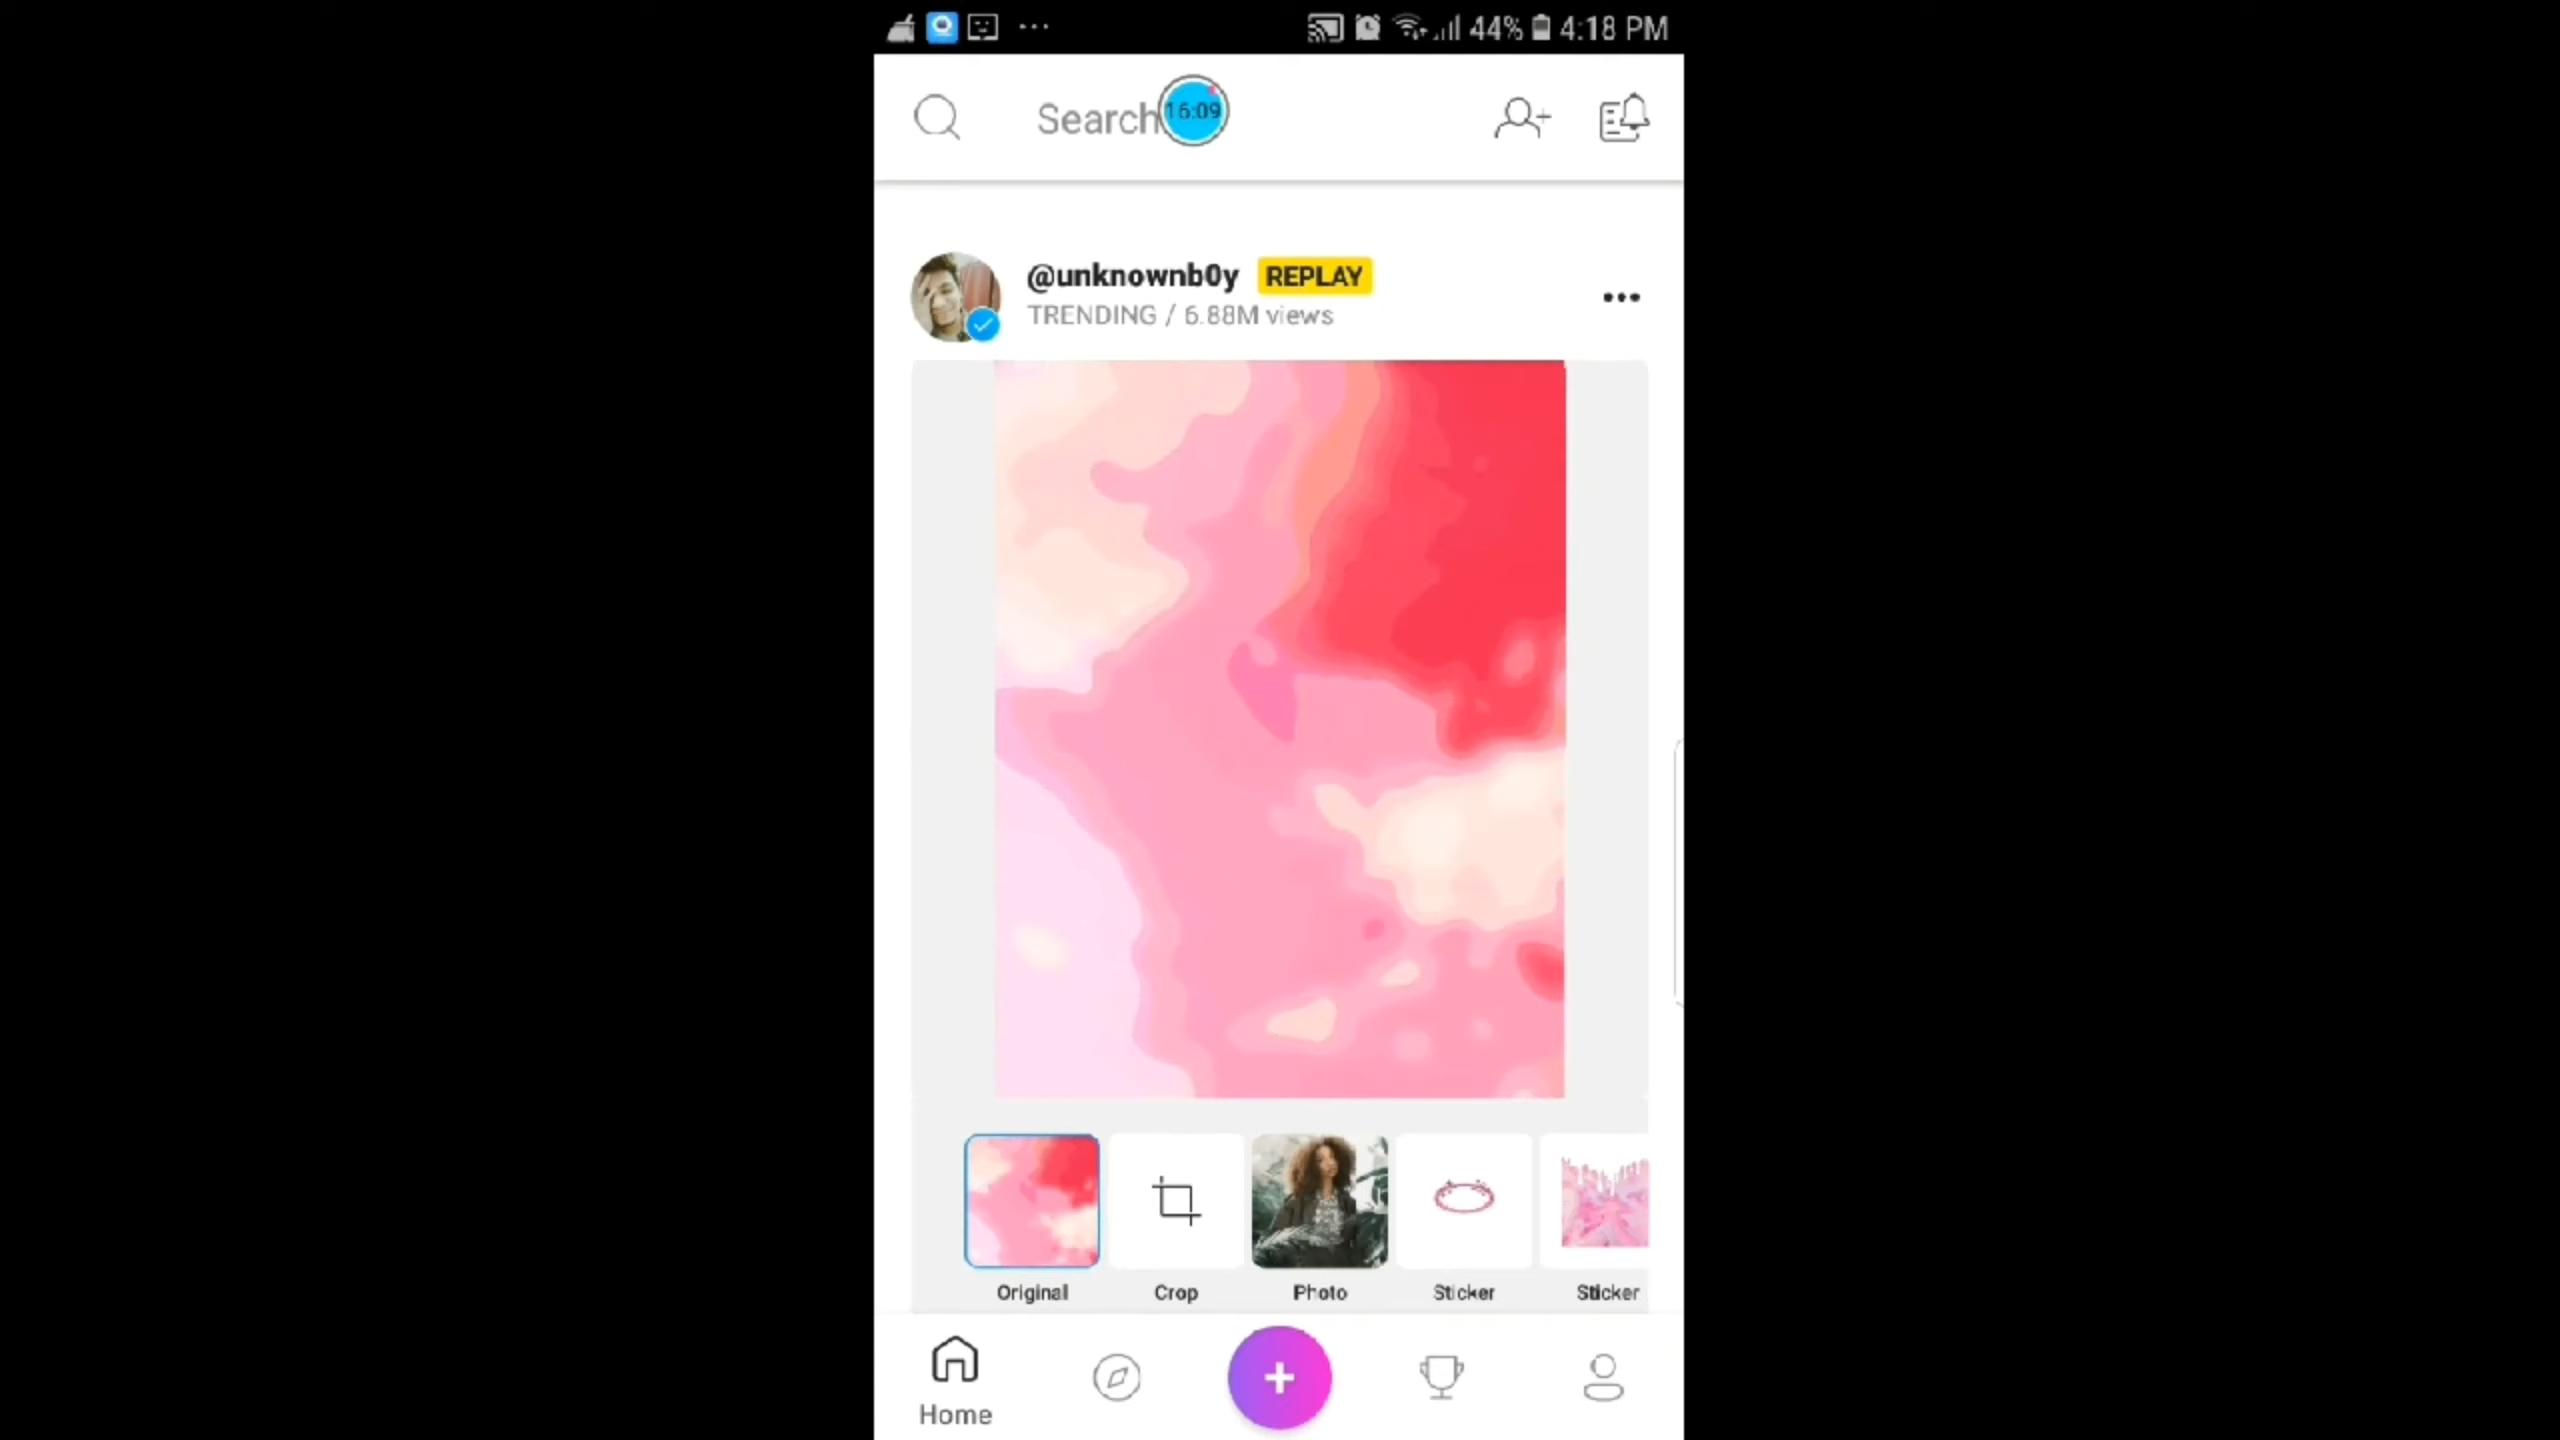 44% 4:18 PM
Search
16:09
@unknownb0y REPLAY
TRENDING / 6.88M views
Original Crop Photo Sticker Sticker
Home